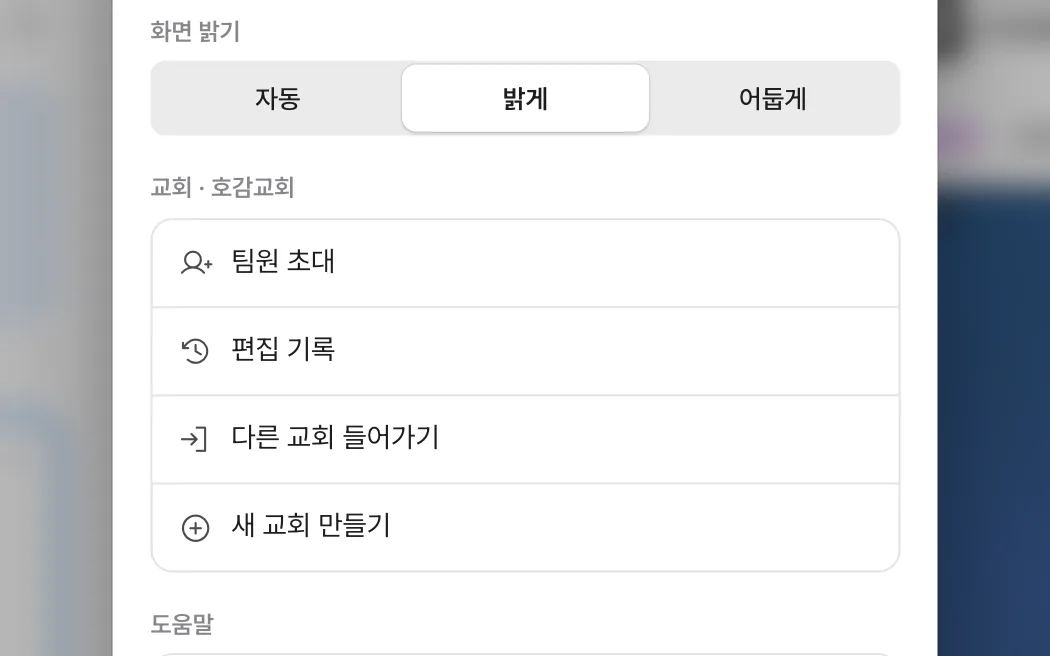 화면 밝기
자동 밝게 어둡게
교회 · 호감교회
팀원 초대
편집 기록
다른 교회 들어가기
새 교회 만들기
도움말